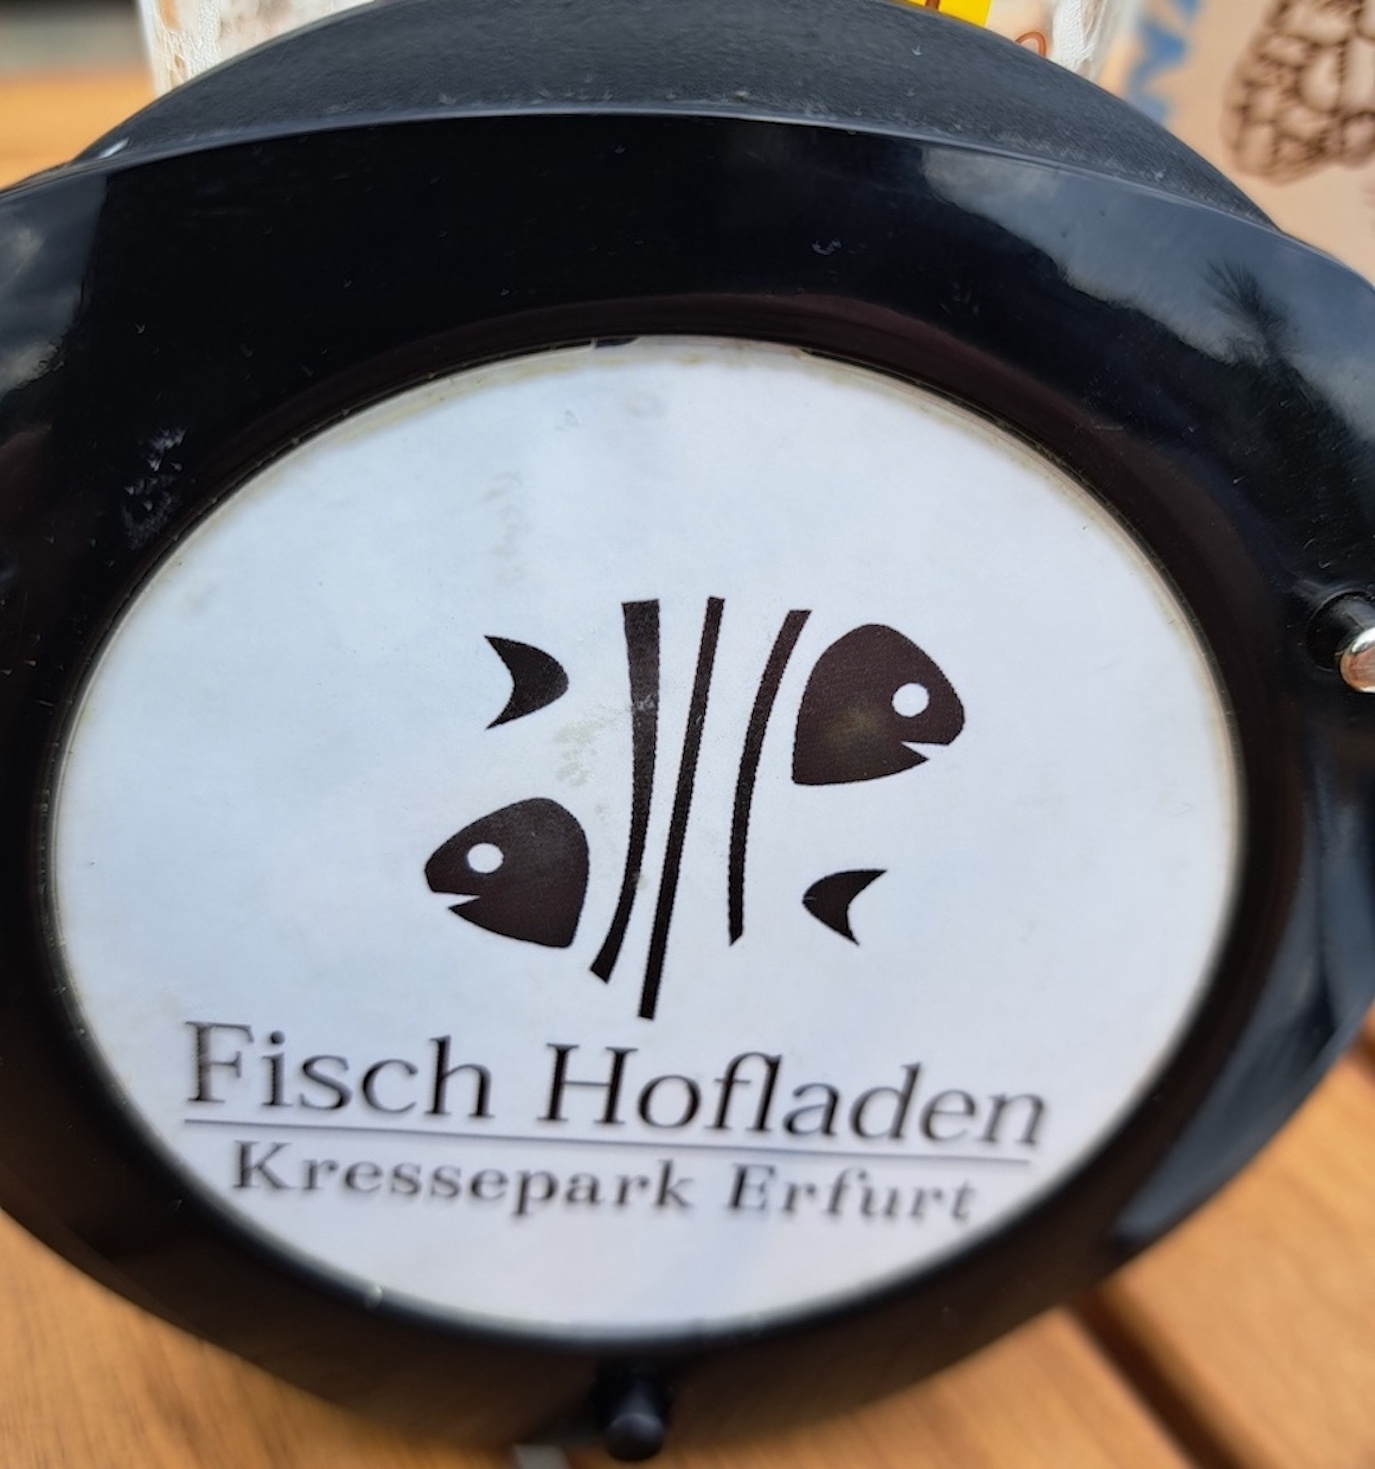 Fisch Hofladen
Kressepark Erfurt